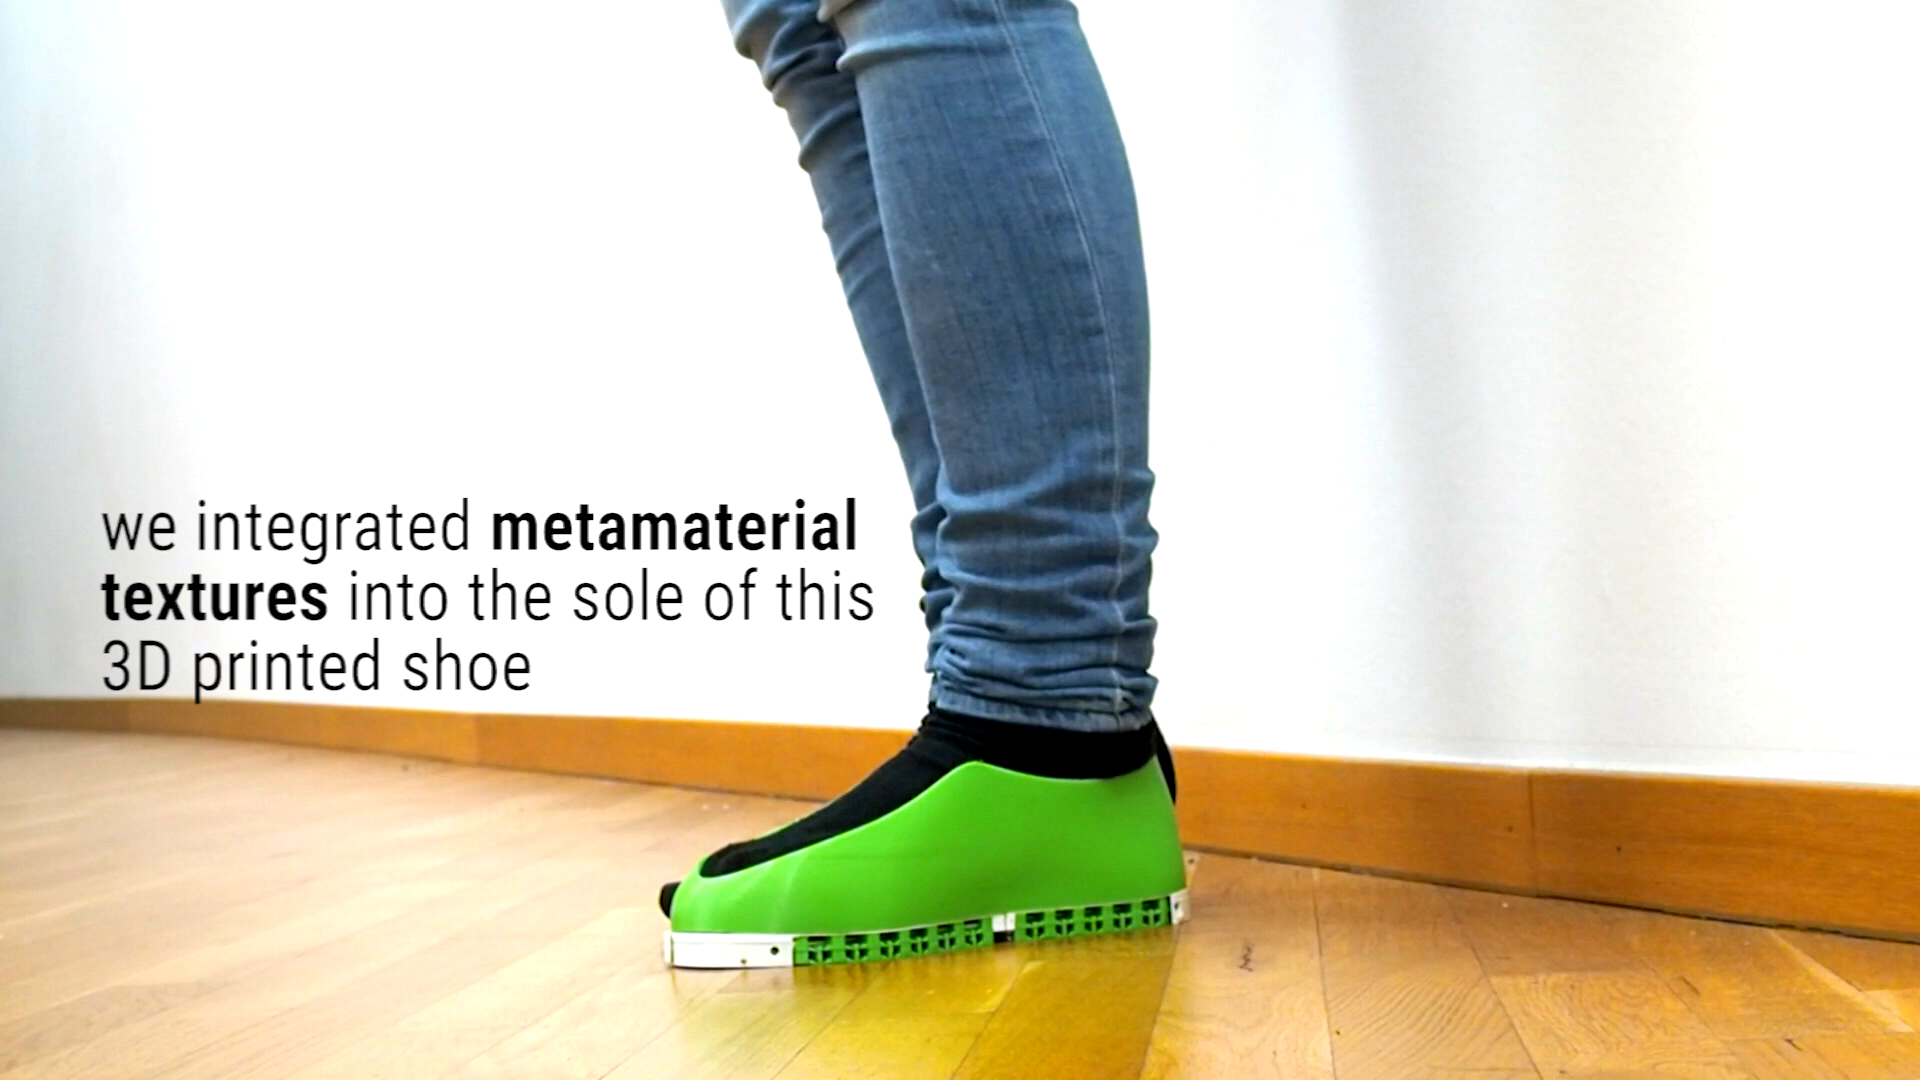 we integrated metamaterial
textures into the sole of this
3D printed shoe